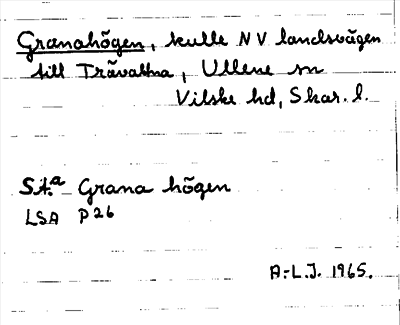 Granahögen, kulle NV landsvägen
till Trävattna, Ullene sn
Vilske hd, Skar. l.
St.ª Grana högen
LSA P26
A.-L.J. 1965.